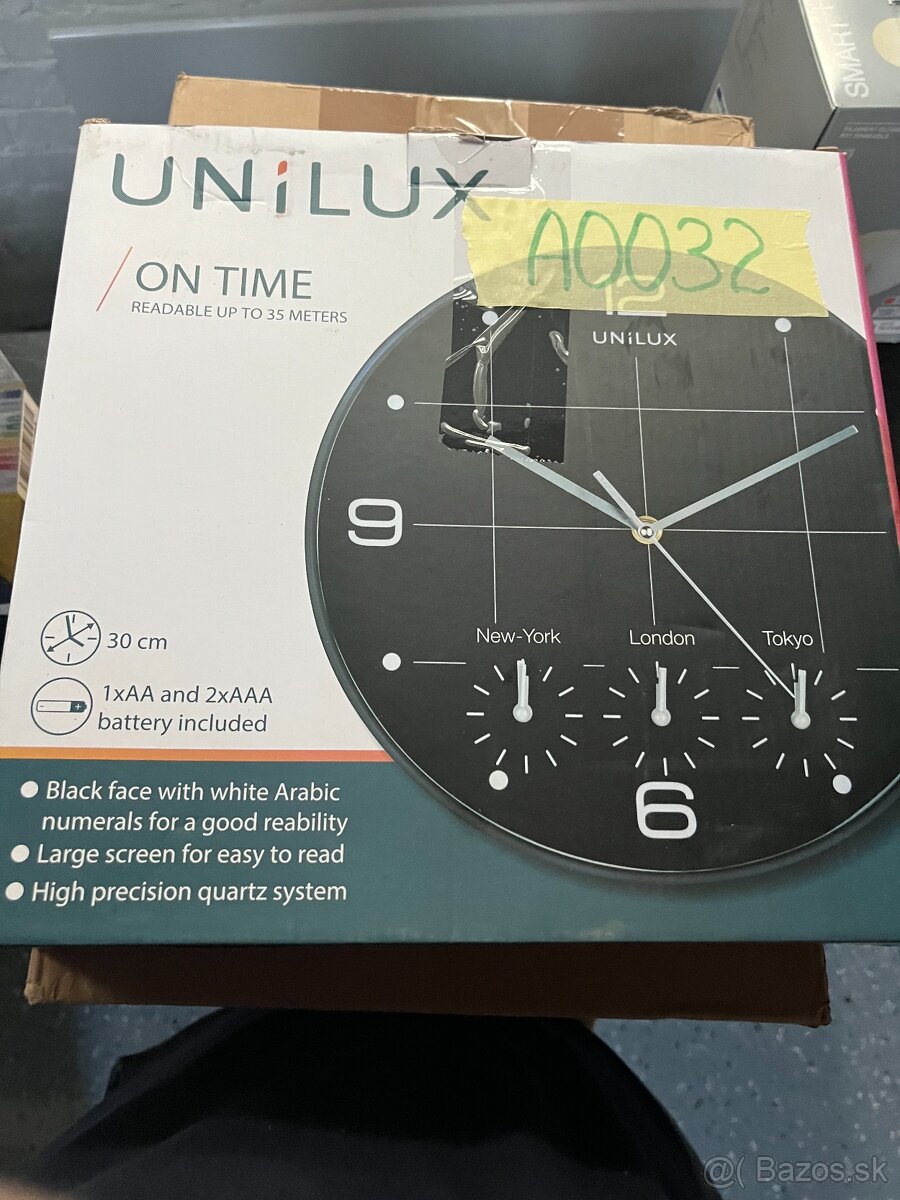 UNiLUX
A0032
ON TIME
READABLE UP TO 35 METERS
12
UNiLUX
9
New-York London Tokyo
30 cm
1xAA and 2xAAA
battery included
6
Black face with white Arabic
numerals for a good reability
Large screen for easy to read
High precision quartz system
SMART
@( Bazos.sk